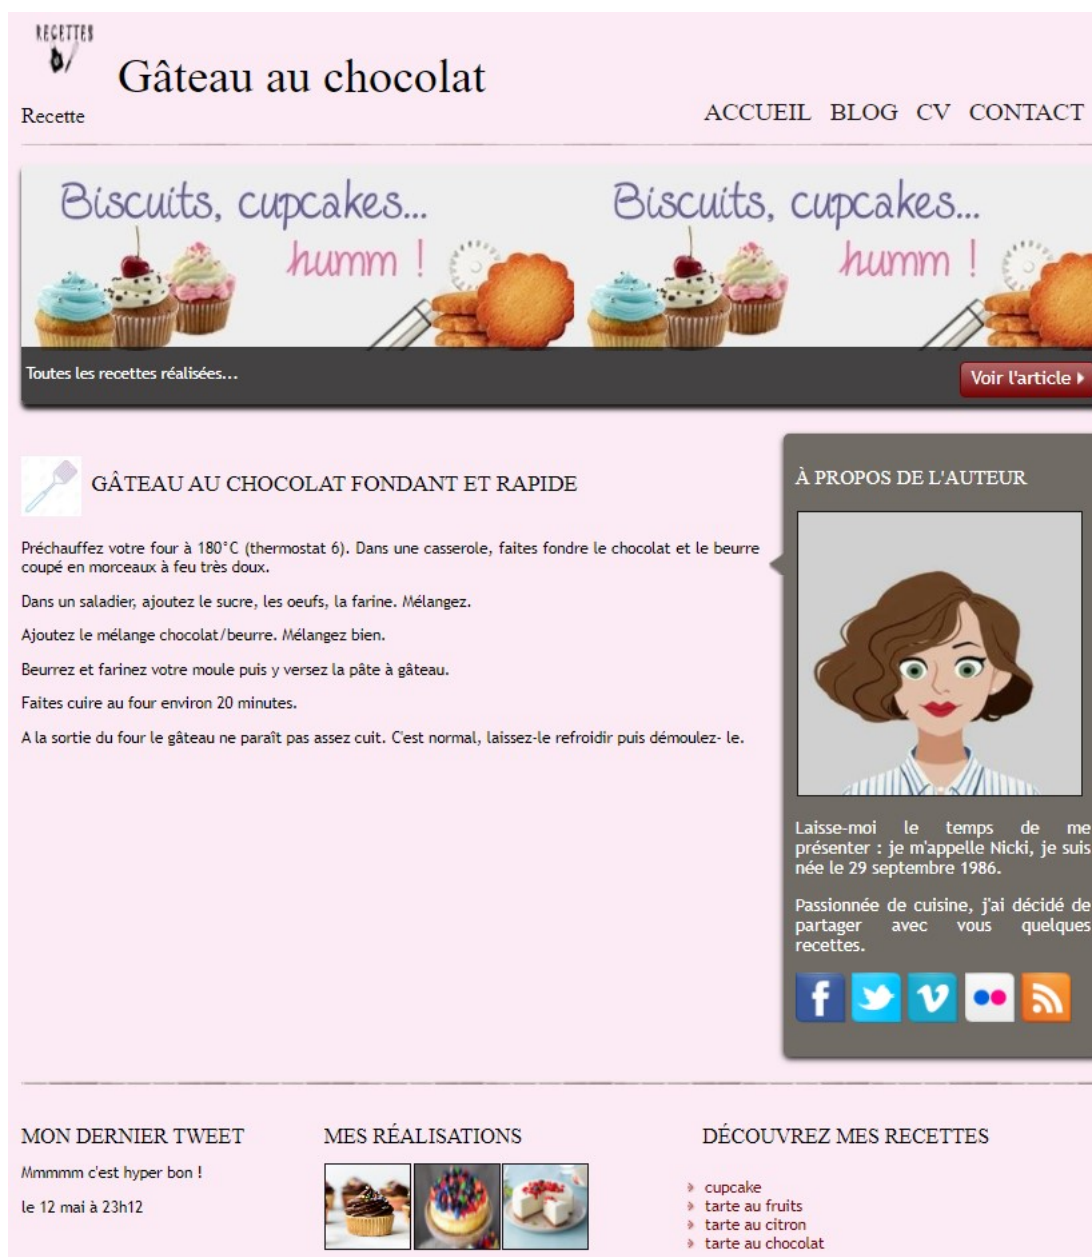 RECETTES
Gâteau au chocolat
Recette
ACCUEIL BLOG CV CONTACT
Biscuits, cupcakes... Biscuits, cupcakes...
humm ! humm !
Toutes les recettes réalisées...
Voir l'article
GÂTEAU AU CHOCOLAT FONDANT ET RAPIDE
Préchauffez votre four à 180°C (thermostat 6). Dans une casserole, faites fondre le chocolat et le beurre
coupé en morceaux à feu très doux.
Dans un saladier, ajoutez le sucre, les oeufs, la farine. Mélangez.
Ajoutez le mélange chocolat/beurre. Mélangez bien.
Beurrez et farinez votre moule puis y versez la pâte à gâteau.
Faites cuire au four environ 20 minutes.
A la sortie du four le gâteau ne paraît pas assez cuit. C'est normal, laissez-le refroidir puis démoulez- le.
À PROPOS DE L'AUTEUR
Laisse-moi le temps de me
présenter : je m'appelle Nicki, je suis
née le 29 septembre 1986.
Passionnée de cuisine, j'ai décidé de
partager avec vous quelques
recettes.
MON DERNIER TWEET
Mmmmm c'est hyper bon !
le 12 mai à 23h12
MES RÉALISATIONS
DÉCOUVREZ MES RECETTES
cupcake
tarte au fruits
tarte au citron
tarte au chocolat